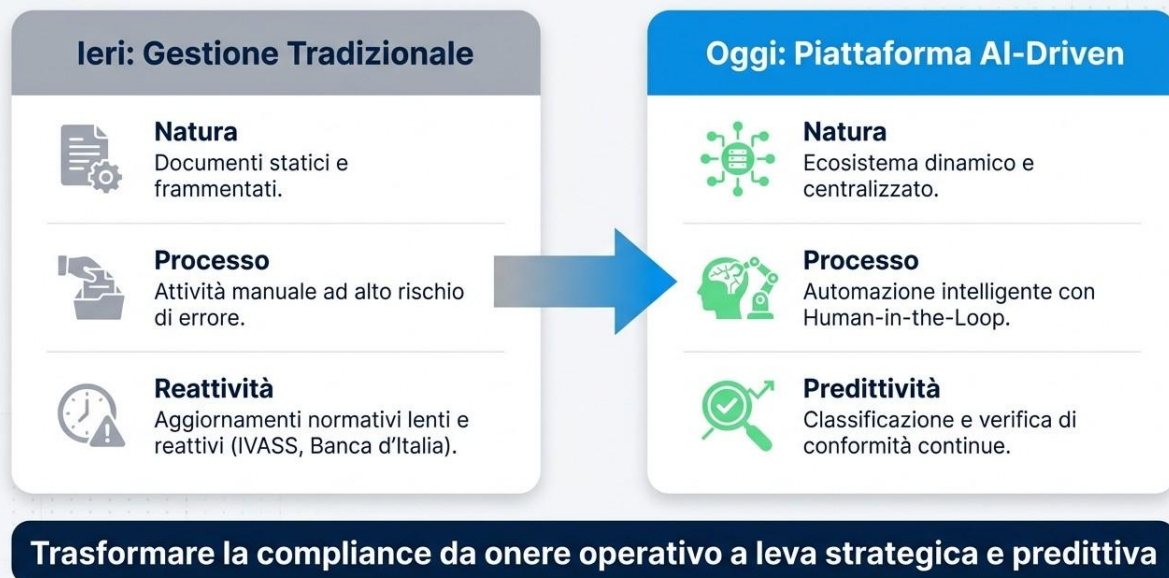 Ieri: Gestione Tradizionale
Natura
Documenti statici e
frammentati.
Processo
Attività manuale ad alto rischio
di errore.
Reattività
Aggiornamenti normativi lenti e
reattivi (IVASS, Banca d’Italia).
Oggi: Piattaforma AI-Driven
Natura
Ecosistema dinamico e
centralizzato.
Processo
Automazione intelligente con
Human-in-the-Loop.
Predittività
Classificazione e verifica di
conformità continue.
Trasformare la compliance da onere operativo a leva strategica e predittiva